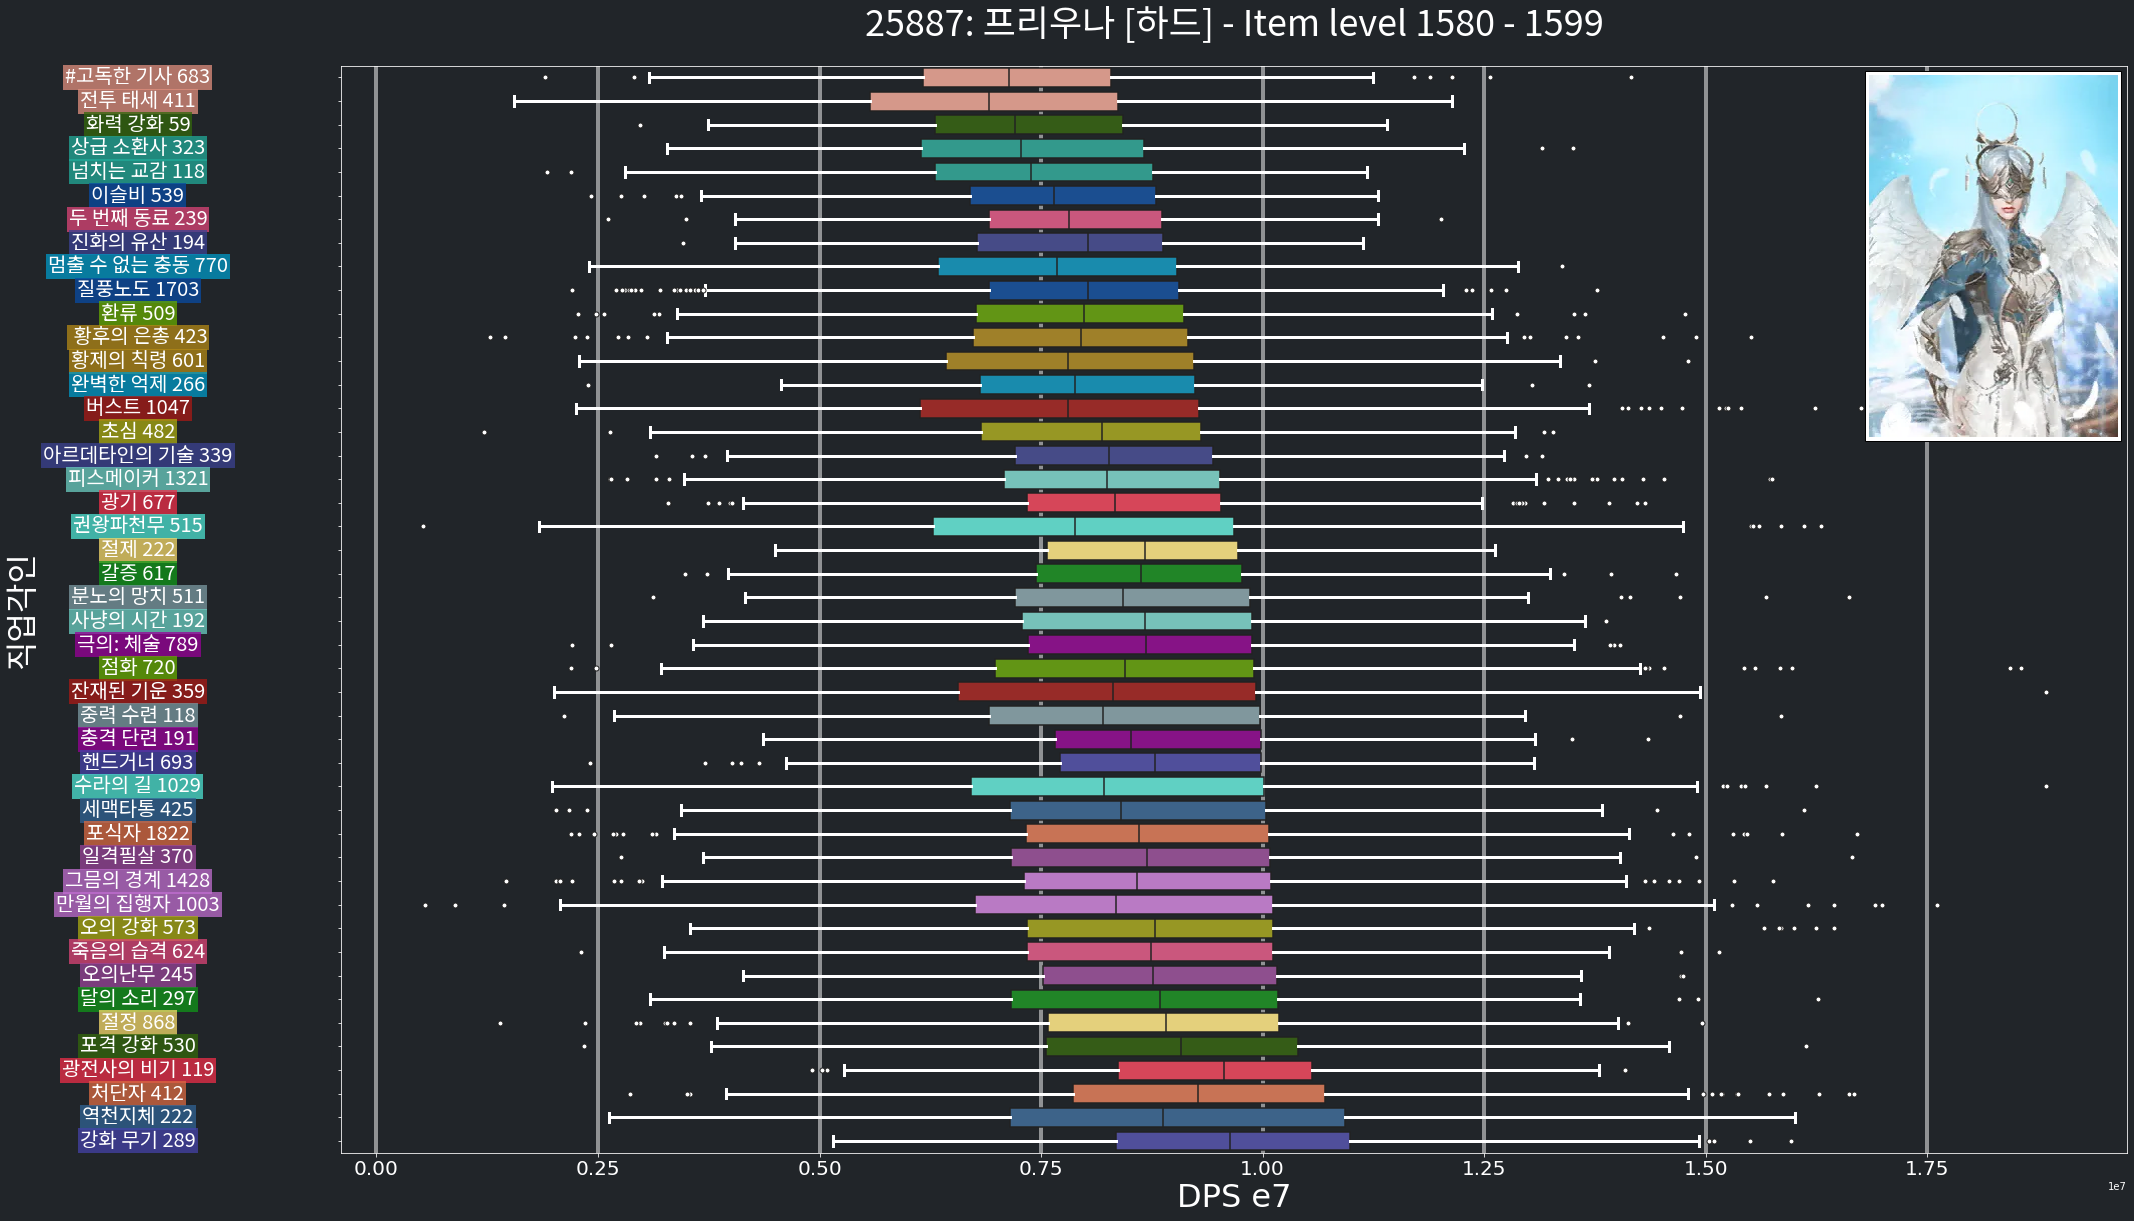 25887: 프리우나 [하드] - Item level 1580 - 1599
#고독한 기사 683
전투 태세 411
화력 강화 59
상급 소환사 323
넘치는 교감 118
이슬비 539
두 번째 동료 239
진화의 유산 194
멈출 수 없는 충동 770
질풍노도 1703
환류 509
황후의 은총 423
황제의 칙령 601
완벽한 억제 266
버스트 1047
초심 482
아르데타인의 기술 339
피스메이커 1321
광기 677
권왕파천무 515
절제 222
갈증 617
분노의 망치 511
사냥의 시간 192
극의: 체술 789
점화 720
잔재된 기운 359
중력 수련 118
충격 단련 191
핸드거너 693
수라의 길 1029
세맥타통 425
포식자 1822
일격필살 370
그믐의 경계 1428
만월의 집행자 1003
오의 강화 573
죽음의 습격 624
오의난무 245
달의 소리 297
절정 868
포격 강화 530
광전사의 비기 119
처단자 412
역천지체 222
강화 무기 289
직업각인
0.00 0.25 0.50 0.75 1.00 1.25 1.50 1.75
DPS e7
1e7